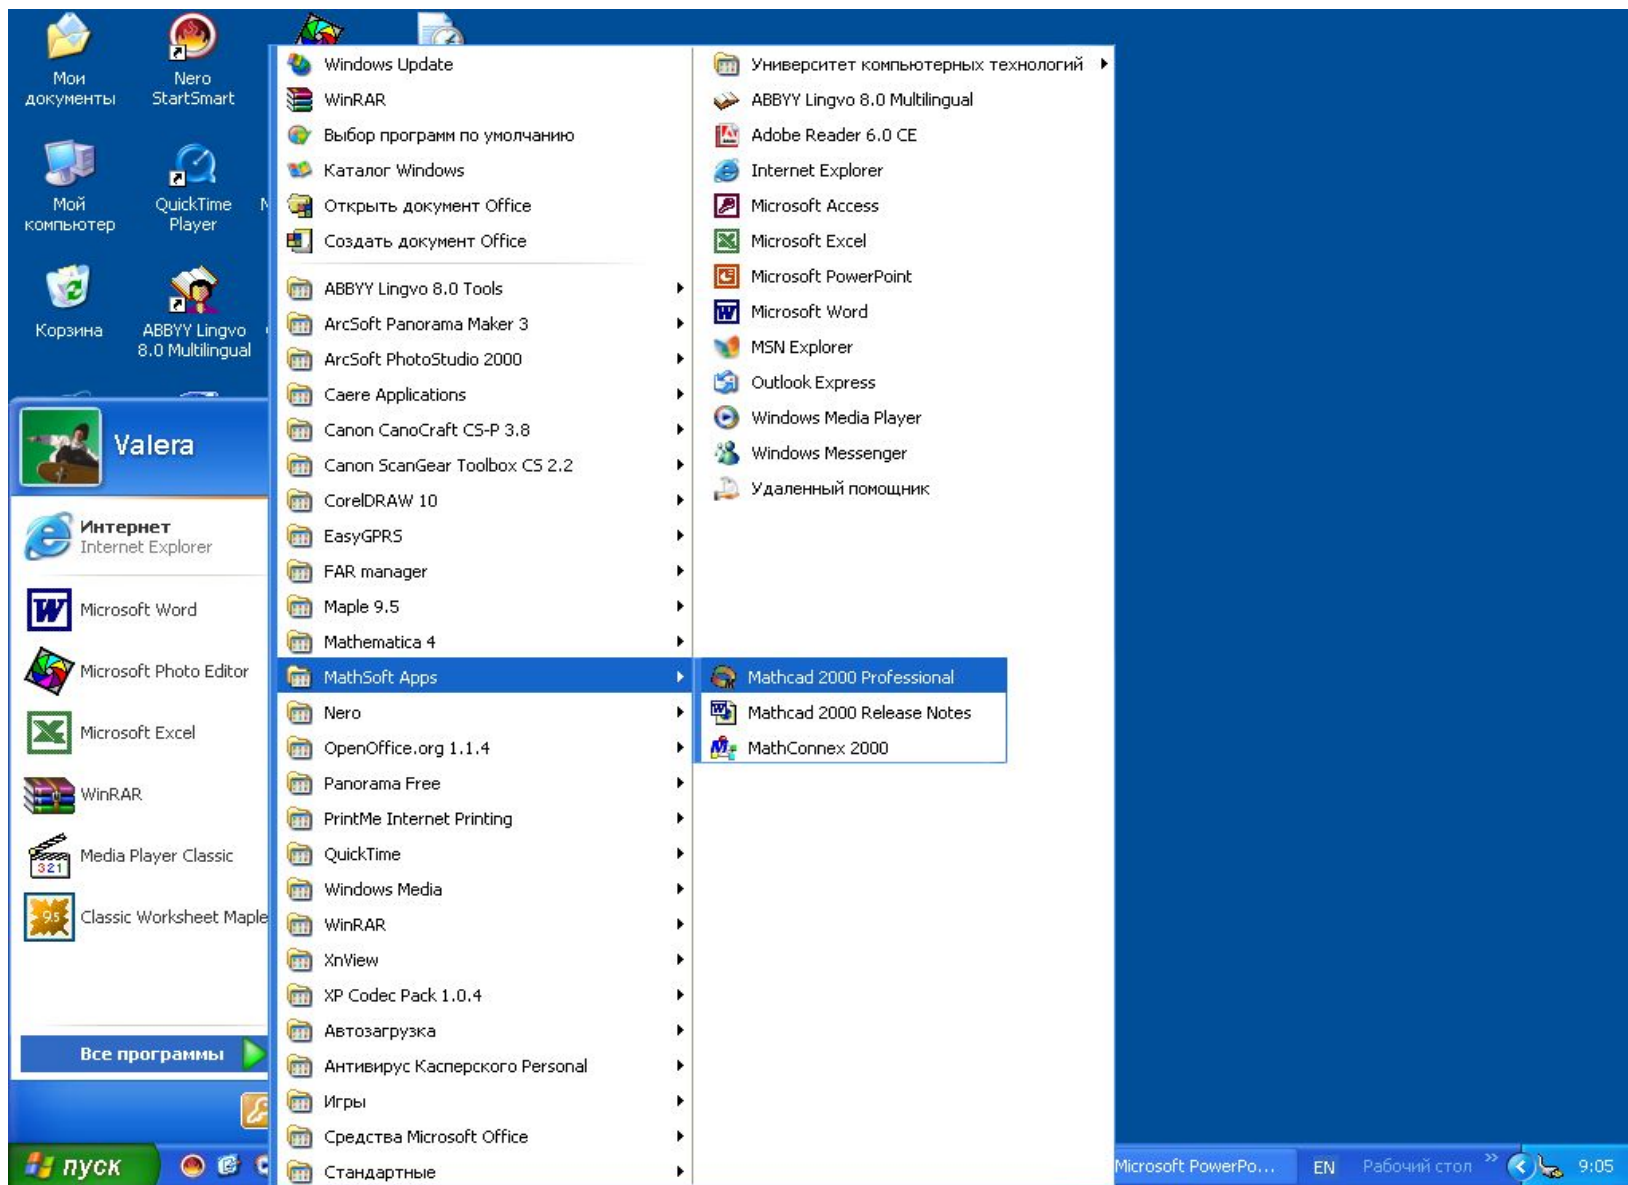 Мои
документы
Nero
StartSmart
Мой
компьютер
QuickTime
Player
Корзина
ABBYY Lingvo
8.0 Multilingual
Valera
Интернет
Internet Explorer
Microsoft Word
Microsoft Photo Editor
Microsoft Excel
WinRAR
Media Player Classic
321
Classic Worksheet Maple
9.5
Все программы
Windows Update
WinRAR
Выбор программ по умолчанию
Каталог Windows
Открыть документ Office
Создать документ Office
ABBYY Lingvo 8.0 Tools
ArcSoft Panorama Maker 3
ArcSoft PhotoStudio 2000
Caere Applications
Canon CanoCraft CS-P 3.8
Canon ScanGear Toolbox CS 2.2
CorelDRAW 10
EasyGPRS
FAR manager
Maple 9.5
Mathematica 4
MathSoft Apps
Nero
OpenOffice.org 1.1.4
Panorama Free
PrintMe Internet Printing
QuickTime
Windows Media
WinRAR
XnView
XP Codec Pack 1.0.4
Автозагрузка
Антивирус Касперского Personal
Игры
Средства Microsoft Office
Стандартные
Университет компьютерных технологий
ABBYY Lingvo 8.0 Multilingual
Adobe Reader 6.0 CE
Internet Explorer
Microsoft Access
Microsoft Excel
Microsoft PowerPoint
Microsoft Word
MSN Explorer
Outlook Express
Windows Media Player
Windows Messenger
Удаленный помощник
Mathcad 2000 Professional
Mathcad 2000 Release Notes
MathConnex 2000
пуск
Microsoft PowerPo...
EN
Рабочий стол
9:05